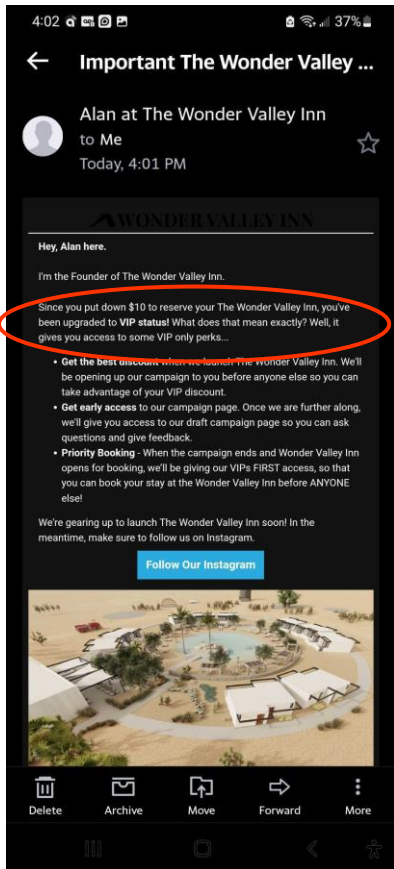 4:02
37%
Important The Wonder Valley ...
Alan at The Wonder Valley Inn
to Me
Today, 4:01 PM
WONDER VALLEY INN
Hey, Alan here.
I'm the Founder of The Wonder Valley Inn.
Since you put down $10 to reserve your The Wonder Valley Inn, you've
been upgraded to VIP status! What does that mean exactly? Well, it
gives you access to some VIP only perks...
• Get the best discount when we launch The Wonder Valley Inn. We'll
be opening up our campaign to you before anyone else so you can
take advantage of your VIP discount.
• Get early access to our campaign page. Once we are further along,
we'll give you access to our draft campaign page so you can ask
questions and give feedback.
• Priority Booking - When the campaign ends and Wonder Valley Inn
opens for booking, we'll be giving our VIPs FIRST access, so that
you can book your stay at the Wonder Valley Inn before ANYONE
else!
We're gearing up to launch The Wonder Valley Inn soon! In the
meantime, make sure to follow us on Instagram.
Follow Our Instagram
Delete Archive Move Forward More